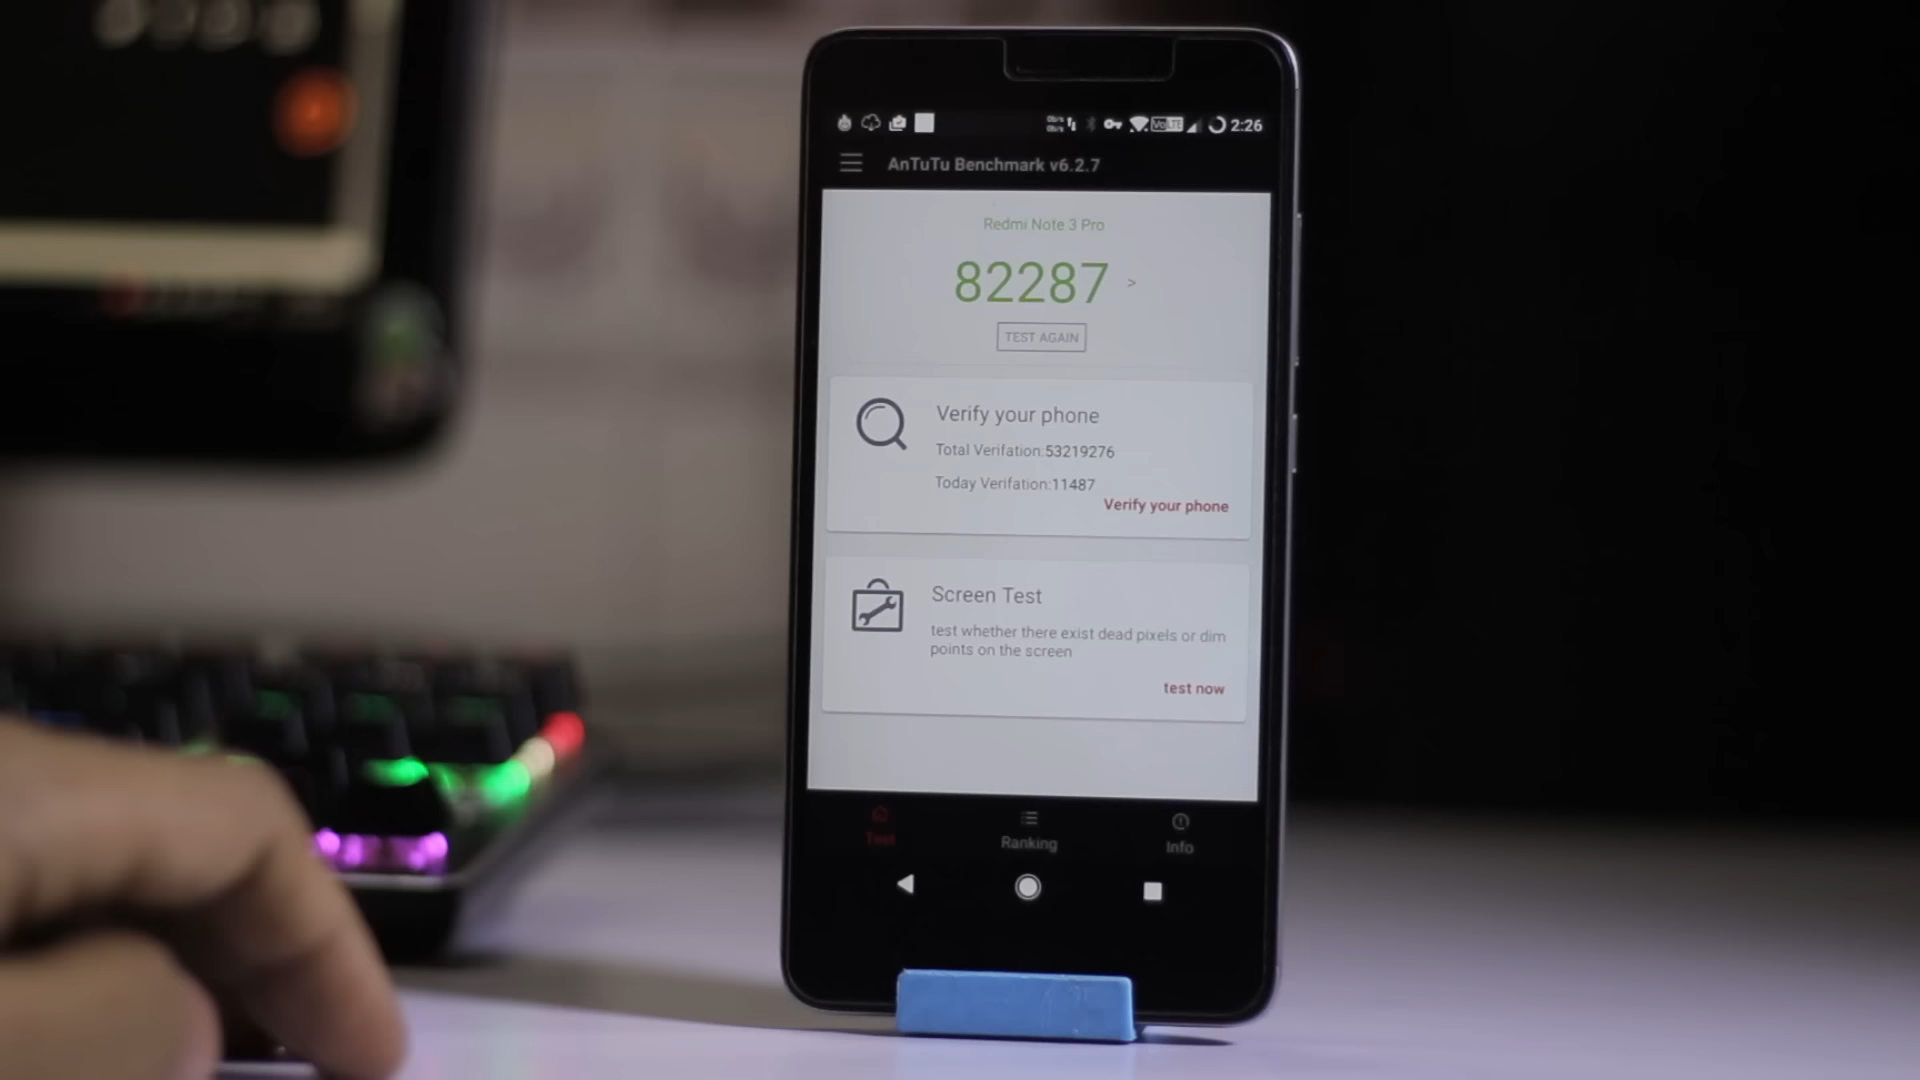 VoLTE 2:26
AnTuTu Benchmark v6.2.7
Redmi Note 3 Pro
82287 >
TEST AGAIN
Verify your phone
Total Verifation:53219276
Today Verifation:11487
Verify your phone
Screen Test
test whether there exist dead pixels or dim
points on the screen
test now
Test Ranking Info